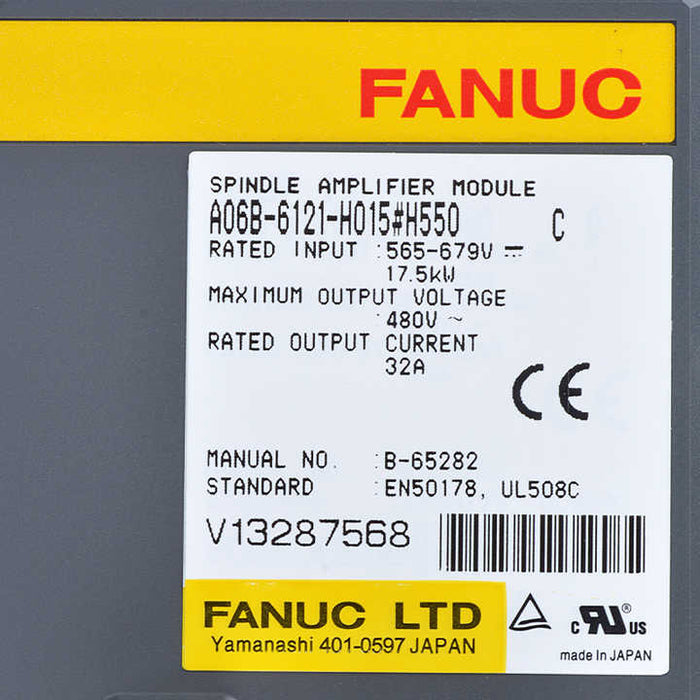 FANUC
SPINDLE AMPLIFIER MODULE
A06B-6121-H015#H550 C
RATED INPUT :565-679V ⎓
17.5kW
MAXIMUM OUTPUT VOLTAGE
:480V ~
RATED OUTPUT CURRENT
:32A
CE
MANUAL NO. :B-65282
STANDARD :EN50178, UL508C
V13287568
FANUC LTD
Yamanashi 401-0597 JAPAN
c RU ® US
made In JAPAN